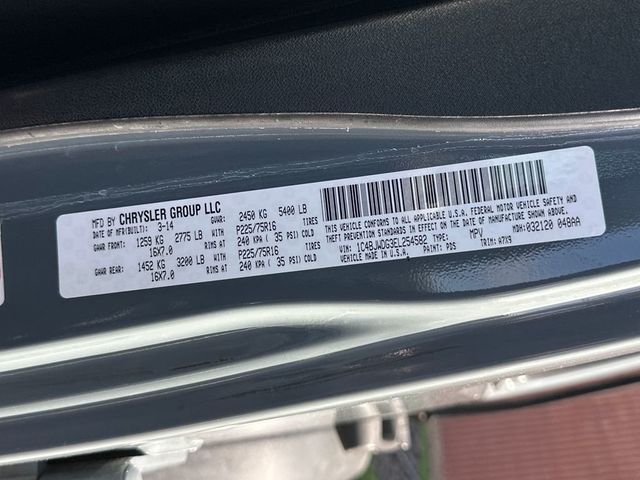 MFD BY CHRYSLER GROUP LLC
DATE OF MFR(BUILT): 3-14 GVWR: 2450 KG 5400 LB
GAWR FRONT: 1259 KG 2775 LB WITH P225/75R16 TIRES
16X7.0 RIMS AT: 240 KPA ( 35 PSI) COLD
GAWR REAR: 1452 KG 3200 LB WITH P225/75R16 TIRES
16X7.0 RIMS AT: 240 KPA ( 35 PSI) COLD
THIS VEHICLE CONFORMS TO ALL APPLICABLE U.S.A. FEDERAL MOTOR VEHICLE SAFETY AND
THEFT PREVENTION STANDARDS IN EFFECT ON THE DATE OF MANUFACTURE SHOWN ABOVE.
VIN: 1C4BJWDG3EL254582 TYPE: MPV MDH: 032120 048AA
VEHICLE MADE IN U.S.A. PAINT: PDS TRIM: A7X9